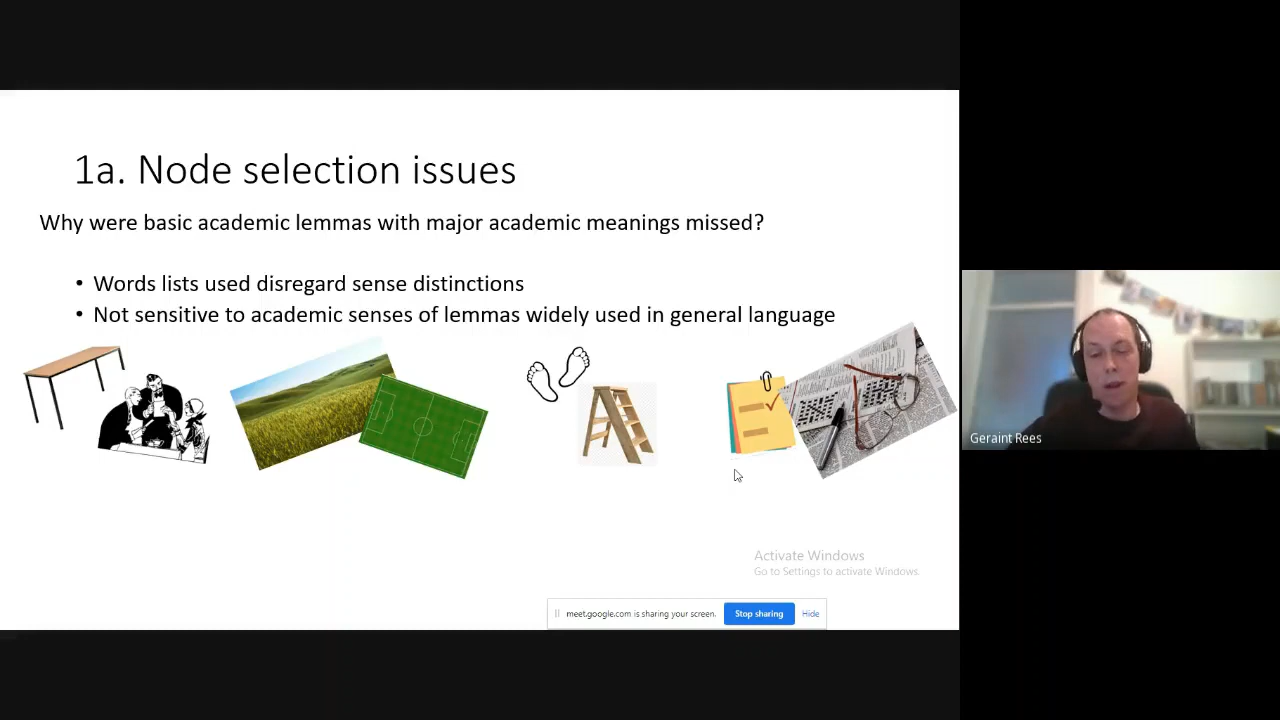 1a. Node selection issues
Why were basic academic lemmas with major academic meanings missed?
• Words lists used disregard sense distinctions
• Not sensitive to academic senses of lemmas widely used in general language
Geraint Rees
Activate Windows
Go to Settings to activate Windows.
meet.google.com is sharing your screen.
Stop sharing
Hide